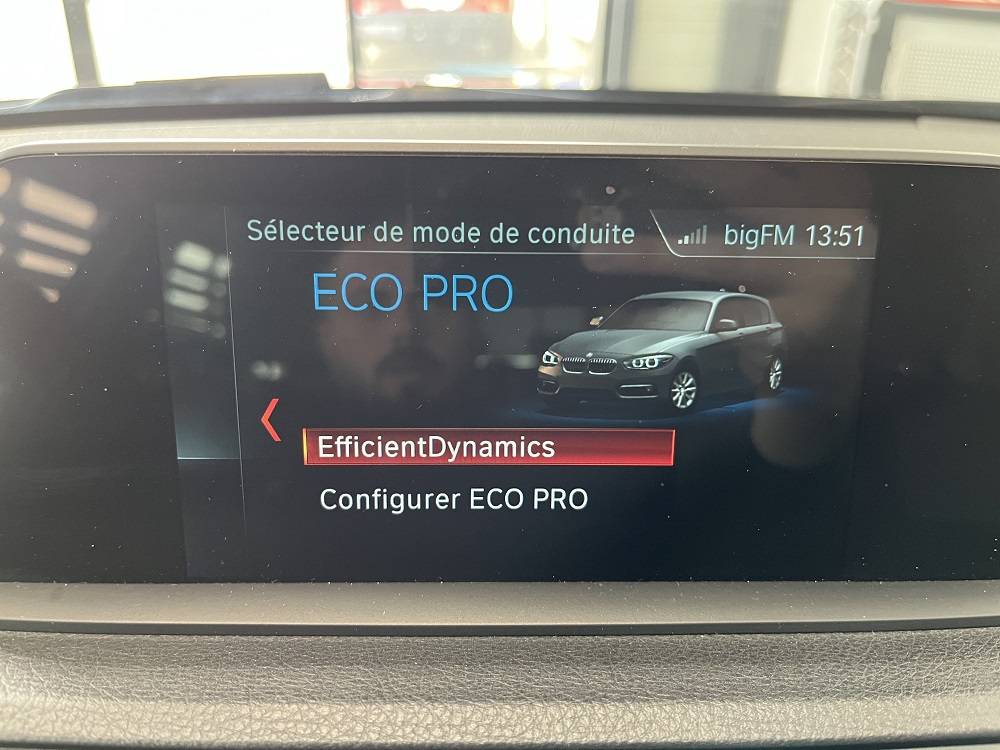 Sélecteur de mode de conduite
bigFM 13:51
ECO PRO
EfficientDynamics
Configurer ECO PRO